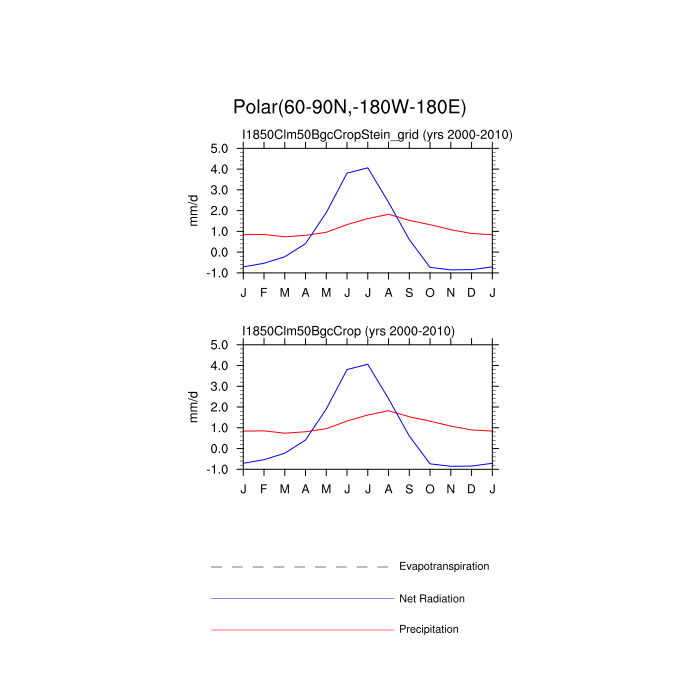 Polar(60-90N,-180W-180E)
I1850Clm50BgcCropStein_grid (yrs 2000-2010)
5.0
4.0
3.0
2.0
1.0
0.0
-1.0
mm/d
J F M A M J J A S O N D J
I1850Clm50BgcCrop (yrs 2000-2010)
5.0
4.0
3.0
2.0
1.0
0.0
-1.0
mm/d
J F M A M J J A S O N D J
Evapotranspiration
Net Radiation
Precipitation